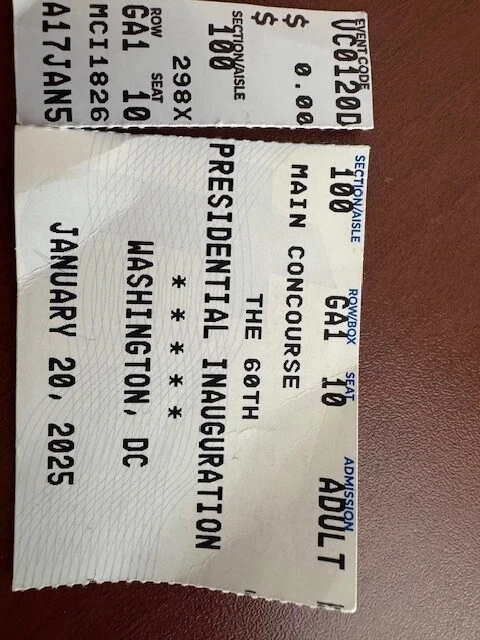 EVENT CODE
VC0120D
$ 0.00
$
SECTION/AISLE
100
298X
ROW SEAT
GA1 10
MCI1826
A17JAN5
SECTION/AISLE ROW/BOX SEAT ADMISSION
100 GA1 10 ADULT
MAIN CONCOURSE
THE 60TH
PRESIDENTIAL INAUGURATION
* * * * *
WASHINGTON, DC
JANUARY 20, 2025